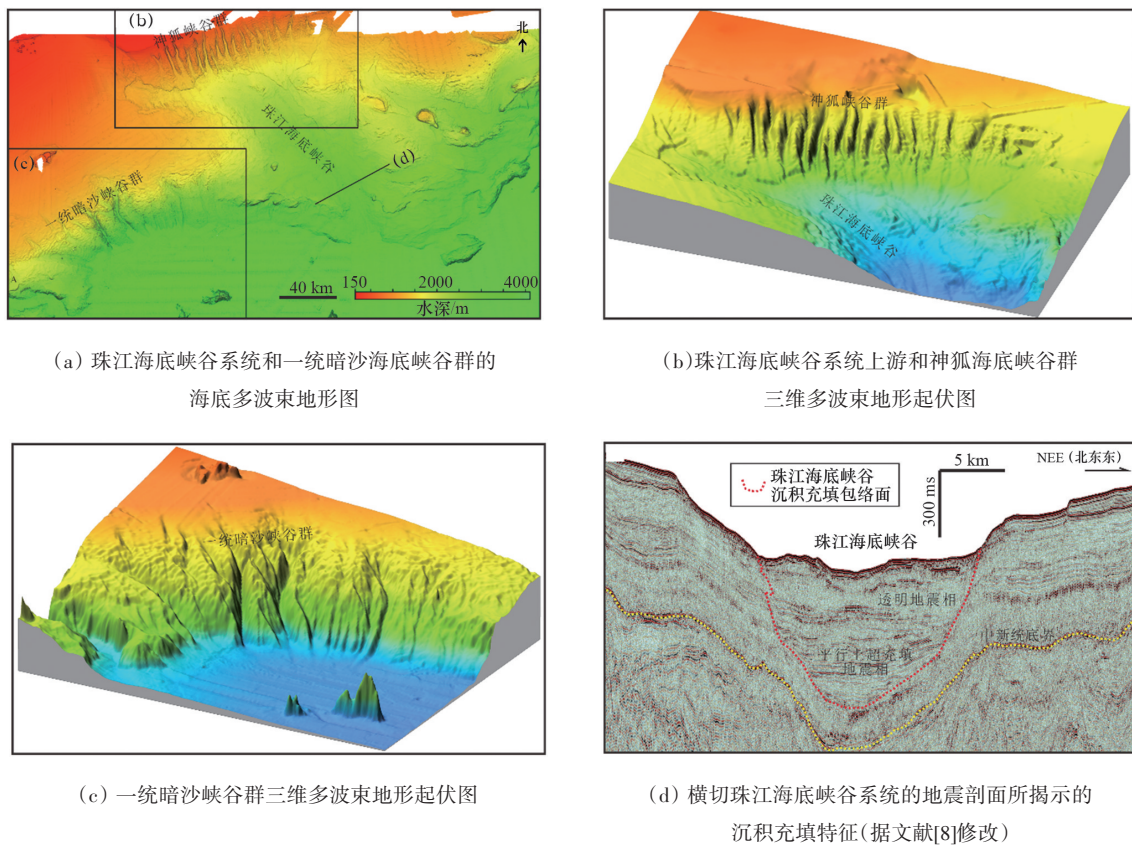 (b)
神狐峡谷群
北
珠江海底峡谷
(c)
(d)
一统暗沙峡谷群
A
40 km
150
2000
4000
水深/m
神狐峡谷群
珠江海底峡谷
(a) 珠江海底峡谷系统和一统暗沙海底峡谷群的
海底多波束地形图
(b)珠江海底峡谷系统上游和神狐海底峡谷群
三维多波束地形起伏图
一统暗沙峡谷群
珠江海底峡谷
沉积充填包络面
5 km
NEE (北东东)
300 ms
珠江海底峡谷
透明地震相
中新统底界
平行上超充填
地震相
(c) 一统暗沙峡谷群三维多波束地形起伏图
(d) 横切珠江海底峡谷系统的地震剖面所揭示的
沉积充填特征(据文献[8]修改)